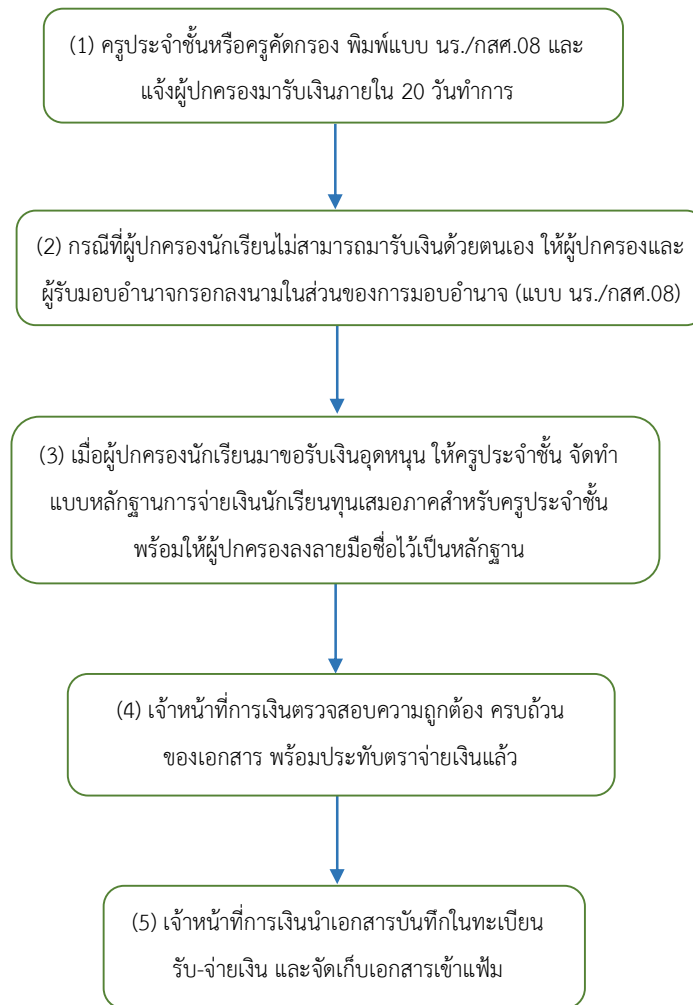 (1) ครูประจำชั้นหรือครูคัดกรอง พิมพ์แบบ นร./กสศ.08 และ
แจ้งผู้ปกครองมารับเงินภายใน 20 วันทำการ
(2) กรณีที่ผู้ปกครองนักเรียนไม่สามารถมารับเงินด้วยตนเอง ให้ผู้ปกครองและ
ผู้รับมอบอำนาจกรอกลงนามในส่วนของการมอบอำนาจ (แบบ นร./กสศ.08)
(3) เมื่อผู้ปกครองนักเรียนมาขอรับเงินอุดหนุน ให้ครูประจำชั้น จัดทำ
แบบหลักฐานการจ่ายเงินนักเรียนทุนเสมอภาคสำหรับครูประจำชั้น
พร้อมให้ผู้ปกครองลงลายมือชื่อไว้เป็นหลักฐาน
(4) เจ้าหน้าที่การเงินตรวจสอบความถูกต้อง ครบถ้วน
ของเอกสาร พร้อมประทับตราจ่ายเงินแล้ว
(5) เจ้าหน้าที่การเงินนำเอกสารบันทึกในทะเบียน
รับ-จ่ายเงิน และจัดเก็บเอกสารเข้าแฟ้ม